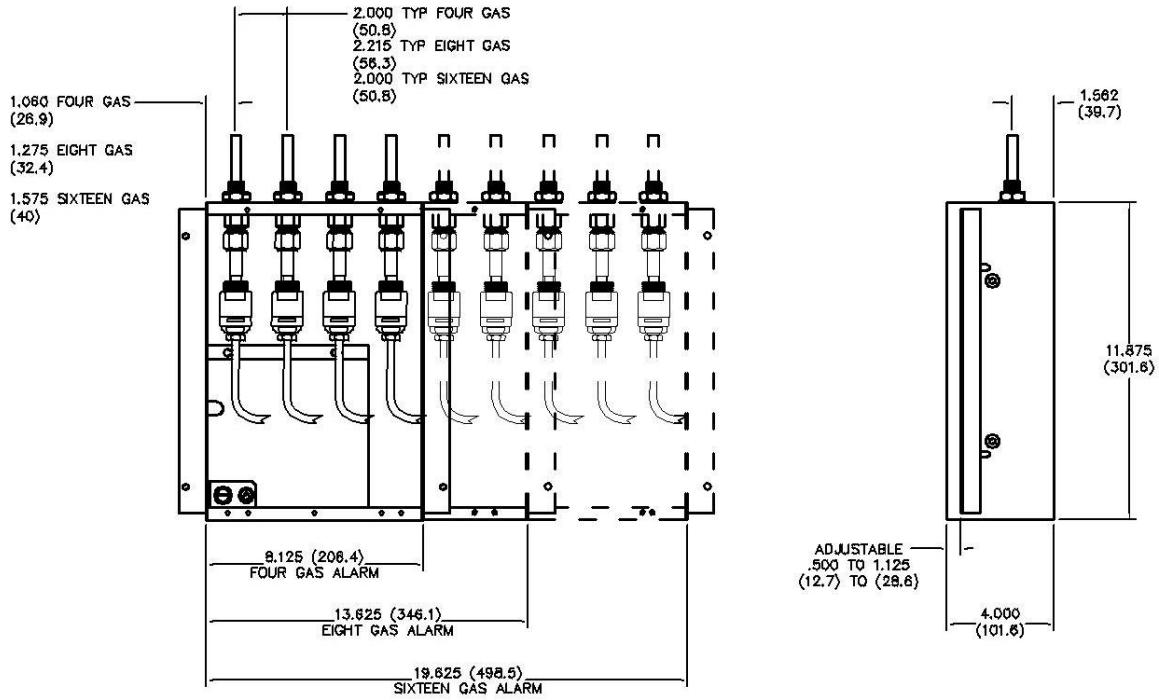 2.000 TYP FOUR GAS
(50.8)
2.215 TYP EIGHT GAS
(56.3)
2.000 TYP SIXTEEN GAS
(50.8)
1.060 FOUR GAS
(26.9)
1.275 EIGHT GAS
(32.4)
1.575 SIXTEEN GAS
(40)
1.562
(39.7)
11.875
(301.6)
8.125 (206.4)
FOUR GAS ALARM
13.625 (346.1)
EIGHT GAS ALARM
19.625 (498.5)
SIXTEEN GAS ALARM
ADJUSTABLE
.500 TO 1.125
(12.7) TO (28.6)
4.000
(101.6)